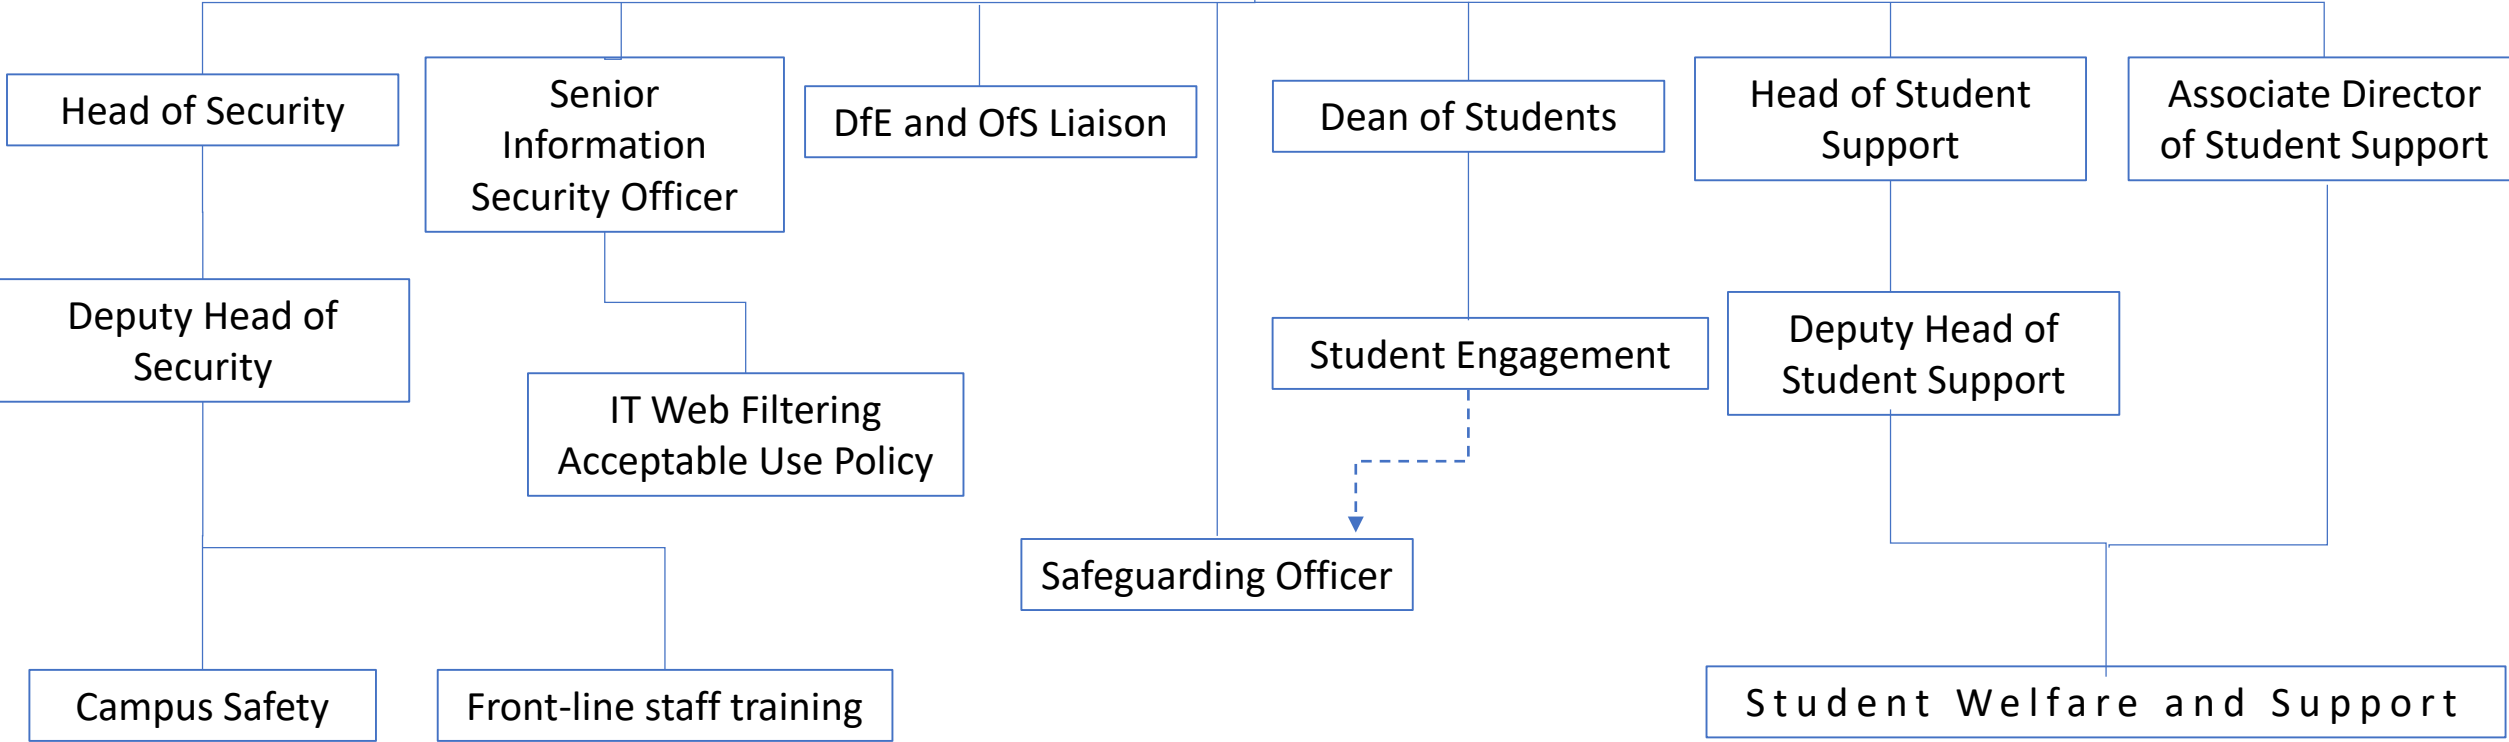 Head of Security
Senior
Information
Security Officer
DfE and OfS Liaison
Dean of Students
Head of Student
Support
Associate Director
of Student Support
Deputy Head of
Security
IT Web Filtering
Acceptable Use Policy
Student Engagement
Deputy Head of
Student Support
Safeguarding Officer
Campus Safety
Front-line staff training
Student Welfare and Support